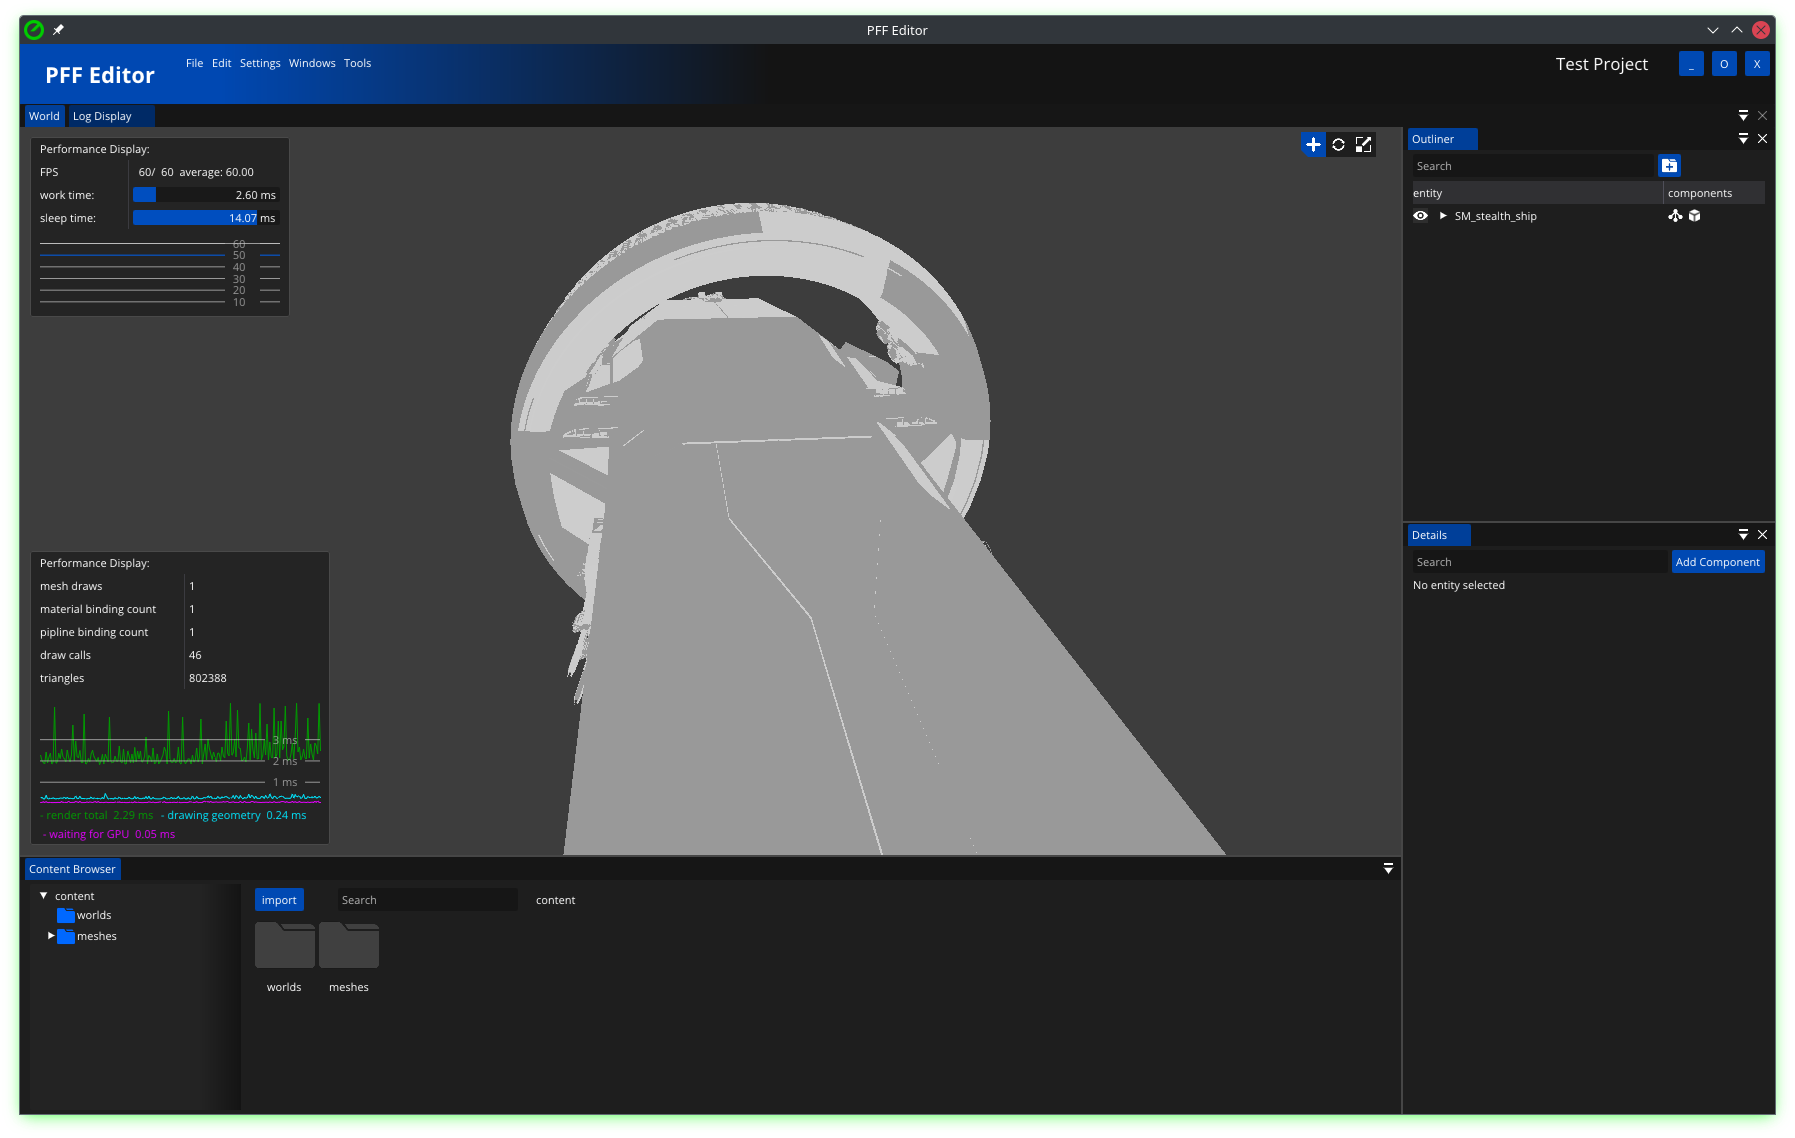 PFF Editor
PFF Editor
File Edit Settings Windows Tools
Test Project
_ O X
World Log Display
Performance Display:
FPS 60/ 60 average: 60.00
work time: 2.60 ms
sleep time: 14.07 ms
60
50
40
30
20
10
Outliner
Search
entity components
SM_stealth_ship
Details
Search Add Component
No entity selected
Performance Display:
mesh draws 1
material binding count 1
pipline binding count 1
draw calls 46
triangles 802388
3 ms
2 ms
1 ms
- render total 2.29 ms - drawing geometry 0.24 ms
- waiting for GPU 0.05 ms
Content Browser
content
worlds
meshes
import Search content
worlds meshes